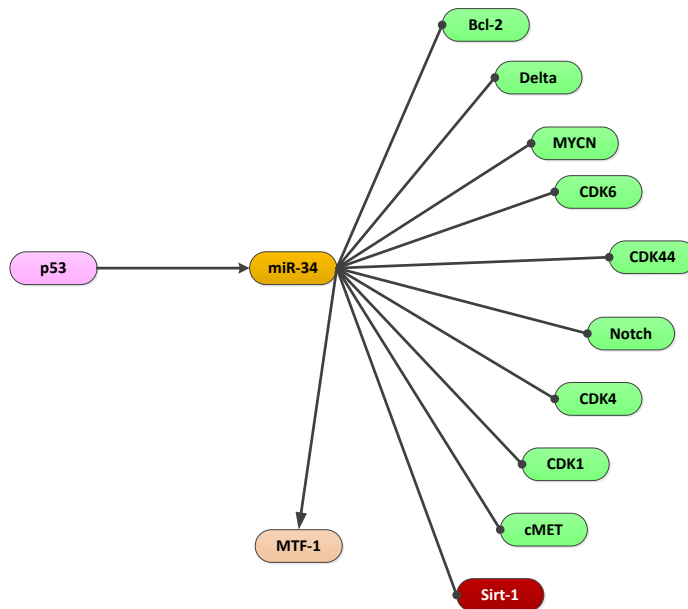 Bcl-2
Delta
MYCN
CDK6
CDK44
p53
miR-34
Notch
CDK4
CDK1
cMET
MTF-1
Sirt-1